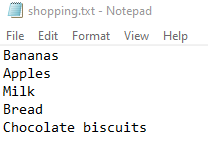 shopping.txt - Notepad
File Edit Format View Help
Bananas
Apples
Milk
Bread
Chocolate biscuits